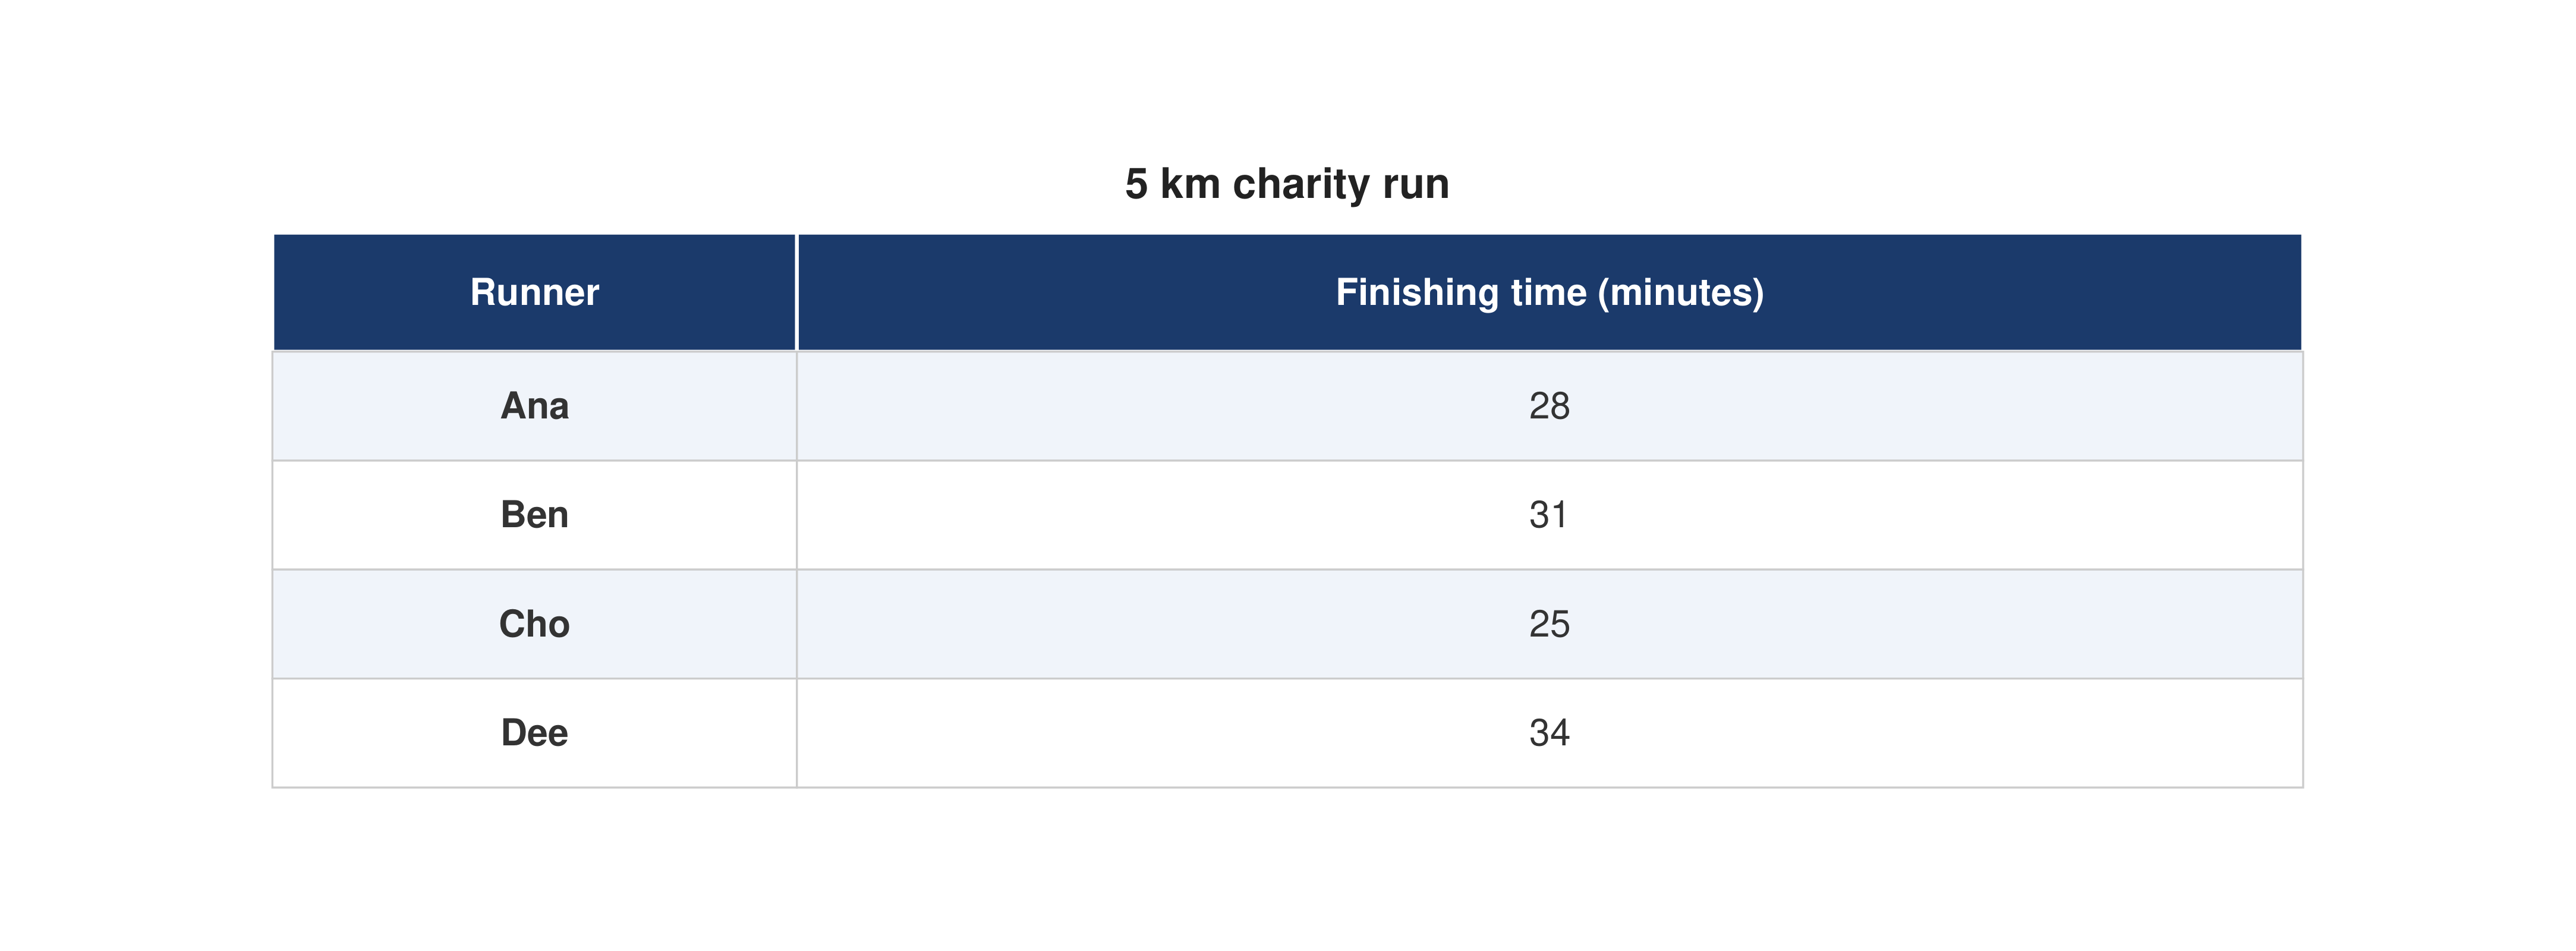 5 km charity run
Runner Finishing time (minutes)
Ana 28
Ben 31
Cho 25
Dee 34